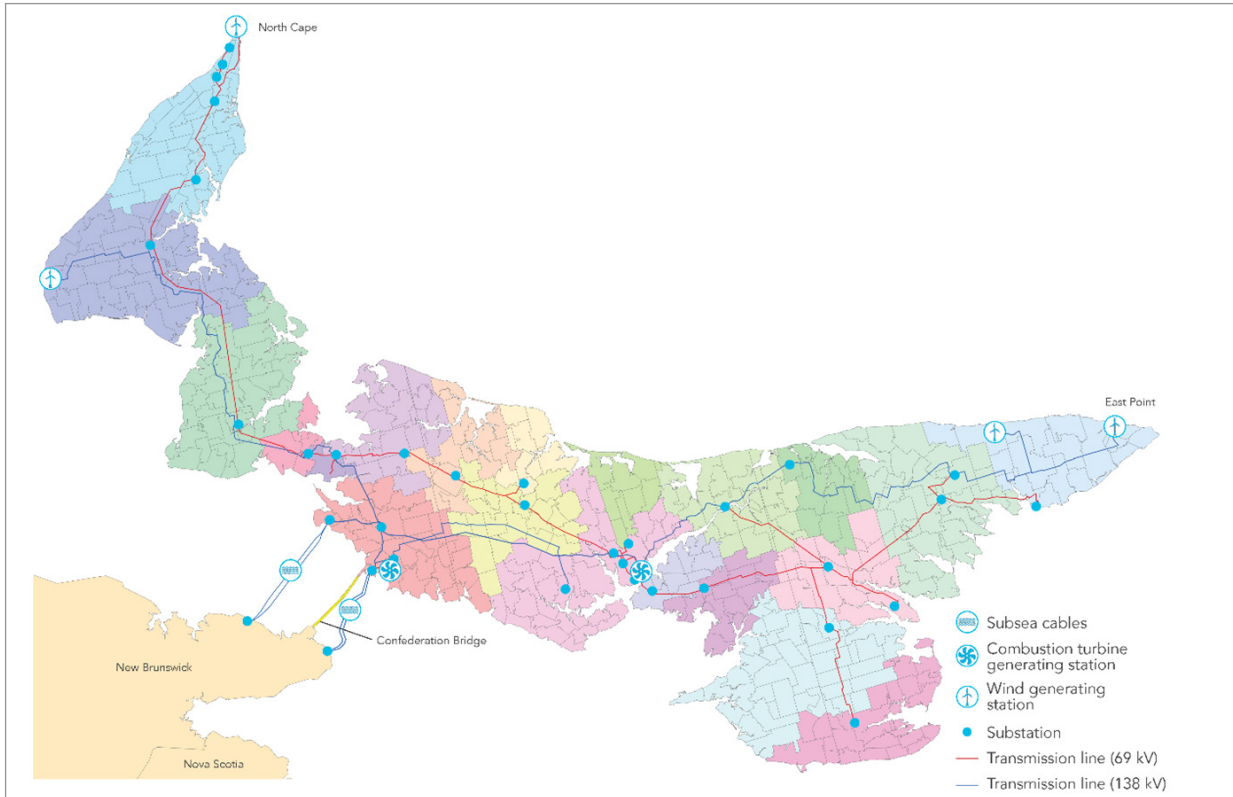 North Cape
East Point
Confederation Bridge
New Brunswick
Nova Scotia
Subsea cables
Combustion turbine
generating station
Wind generating
station
Substation
Transmission line (69 kV)
Transmission line (138 kV)